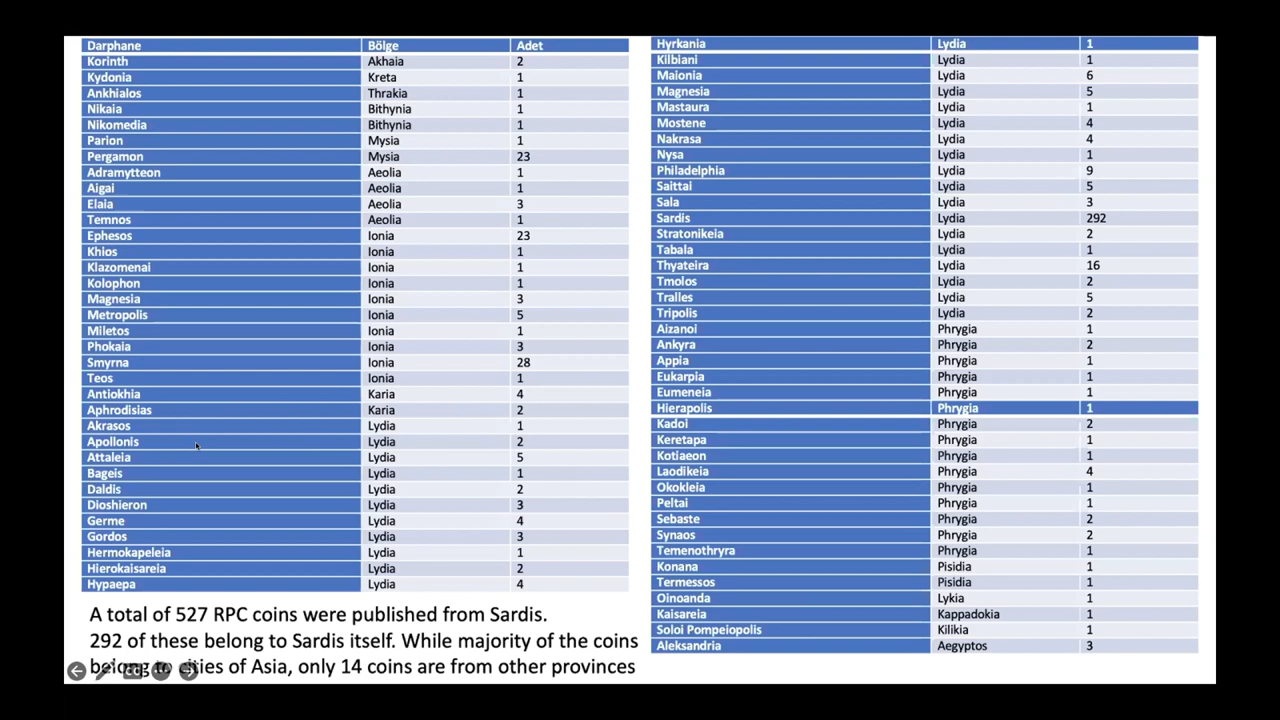 Darphane Bölge Adet
Korinth Akhaia 2
Kydonia Kreta 1
Ankhialos Thrakia 1
Nikaia Bithynia 1
Nikomedia Bithynia 1
Parion Mysia 1
Pergamon Mysia 23
Adramytteon Aeolia 1
Aigai Aeolia 1
Elaia Aeolia 3
Temnos Aeolia 1
Ephesos Ionia 23
Khios Ionia 1
Klazomenai Ionia 1
Kolophon Ionia 1
Magnesia Ionia 3
Metropolis Ionia 5
Miletos Ionia 1
Phokaia Ionia 3
Smyrna Ionia 28
Teos Ionia 1
Antiokhia Karia 4
Aphrodisias Karia 2
Akrasos Lydia 1
Apollonis Lydia 2
Attaleia Lydia 5
Bageis Lydia 1
Daldis Lydia 2
Dioshieron Lydia 3
Germe Lydia 4
Gordos Lydia 3
Hermokapeleia Lydia 1
Hierokaisareia Lydia 2
Hypaepa Lydia 4
A total of 527 RPC coins were published from Sardis.
292 of these belong to Sardis itself. While majority of the coins
belong to cities of Asia, only 14 coins are from other provinces
Hyrkania Lydia 1
Kilbiani Lydia 1
Maionia Lydia 6
Magnesia Lydia 5
Mastaura Lydia 1
Mostene Lydia 4
Nakrasa Lydia 4
Nysa Lydia 1
Philadelphia Lydia 9
Saittai Lydia 5
Sala Lydia 3
Sardis Lydia 292
Stratonikeia Lydia 2
Tabala Lydia 1
Thyateira Lydia 16
Tmolos Lydia 2
Tralles Lydia 5
Tripolis Lydia 2
Aizanoi Phrygia 1
Ankyra Phrygia 2
Appia Phrygia 1
Eukarpia Phrygia 1
Eumeneia Phrygia 1
Hierapolis Phrygia 1
Kadoi Phrygia 2
Keretapa Phrygia 1
Kotiaeon Phrygia 1
Laodikeia Phrygia 4
Okokleia Phrygia 1
Peltai Phrygia 1
Sebaste Phrygia 2
Synaos Phrygia 2
Temenothryra Phrygia 1
Konana Pisidia 1
Termessos Pisidia 1
Oinoanda Lykia 1
Kaisareia Kappadokia 1
Soloi Pompeiopolis Kilikia 1
Aleksandria Aegyptos 3